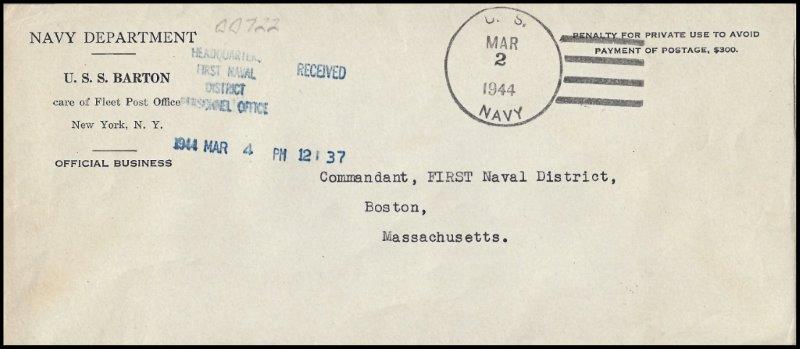 DD722
NAVY DEPARTMENT
U. S. S. BARTON
care of Fleet Post Office
New York, N. Y.
OFFICIAL BUSINESS
HEADQUARTER,
FIRST NAVAL
DISTRICT
PERSONNEL OFFICE
RECEIVED
1944 MAR 4 PM 12 37
U. S.
MAR
2
1944
NAVY
PENALTY FOR PRIVATE USE TO AVOID
PAYMENT OF POSTAGE, $300.
Commandant, FIRST Naval District,
Boston,
Massachusetts.